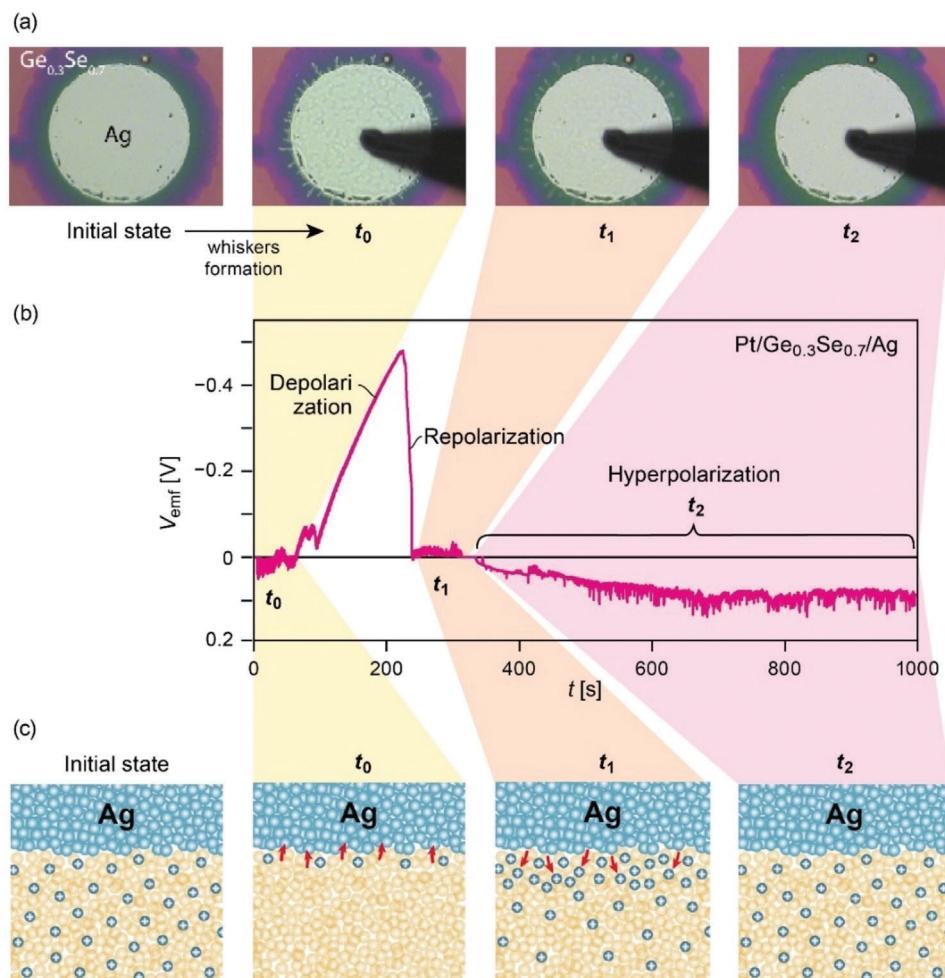 (a)
Ge0.3Se0.7
Ag
Initial state
whiskers
formation
t0
t1
t2
(b)
Pt/Ge0.3Se0.7/Ag
Depolari
zation
Repolarization
Hyperpolarization
t2
Vemf [V]
−0.4
−0.2
0
0.1
0.2
t0
t1
0
200
400
600
800
1000
t [s]
(c)
Initial state
t0
t1
t2
Ag
Ag
Ag
Ag